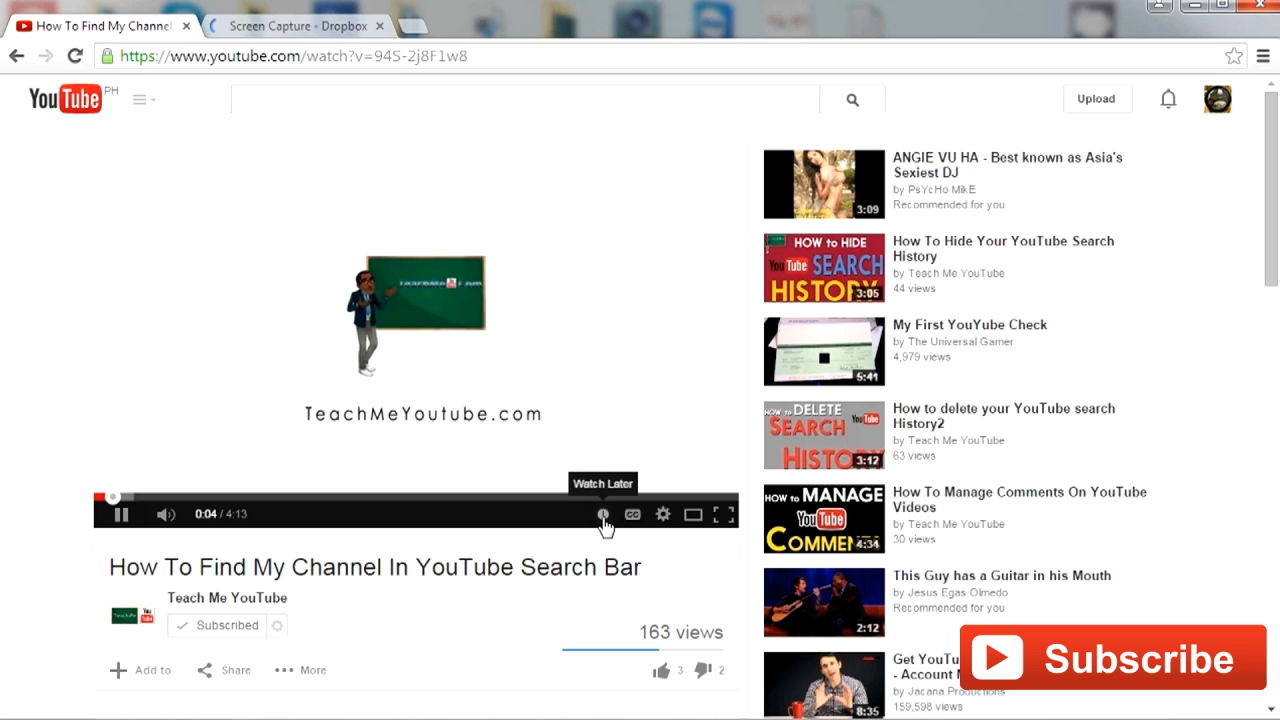 How To Find My Channel
Screen Capture - Dropbox
https://www.youtube.com/watch?v=94S-2j8F1w8
YouTube PH
Upload
TeachMeYoutube.com
Watch Later
0:04 / 4:13
CC
How To Find My Channel In YouTube Search Bar
Teach Me YouTube
Subscribed
163 views
Add to
Share
More
3
2
3:09
ANGIE VU HA - Best known as Asia's
Sexiest DJ
by PsYcHo MikE
Recommended for you
HOW to HIDE
YouTube SEARCH
HISTORY
3:05
How To Hide Your YouTube Search
History
by Teach Me YouTube
44 views
5:41
My First YouYube Check
by The Universal Gamer
4,979 views
HOW to DELETE
YouTube
SEARCH
HISTORY
3:12
How to delete your YouTube search
History2
by Teach Me YouTube
63 views
HOW to MANAGE
YouTube
COMMEN
4:34
How To Manage Comments On YouTube
Videos
by Teach Me YouTube
30 views
2:12
This Guy has a Guitar in his Mouth
by Jesus Egas Olmedo
Recommended for you
8:35
Get YouTu
- Account
by Jacana Productions
159,598 views
Subscribe